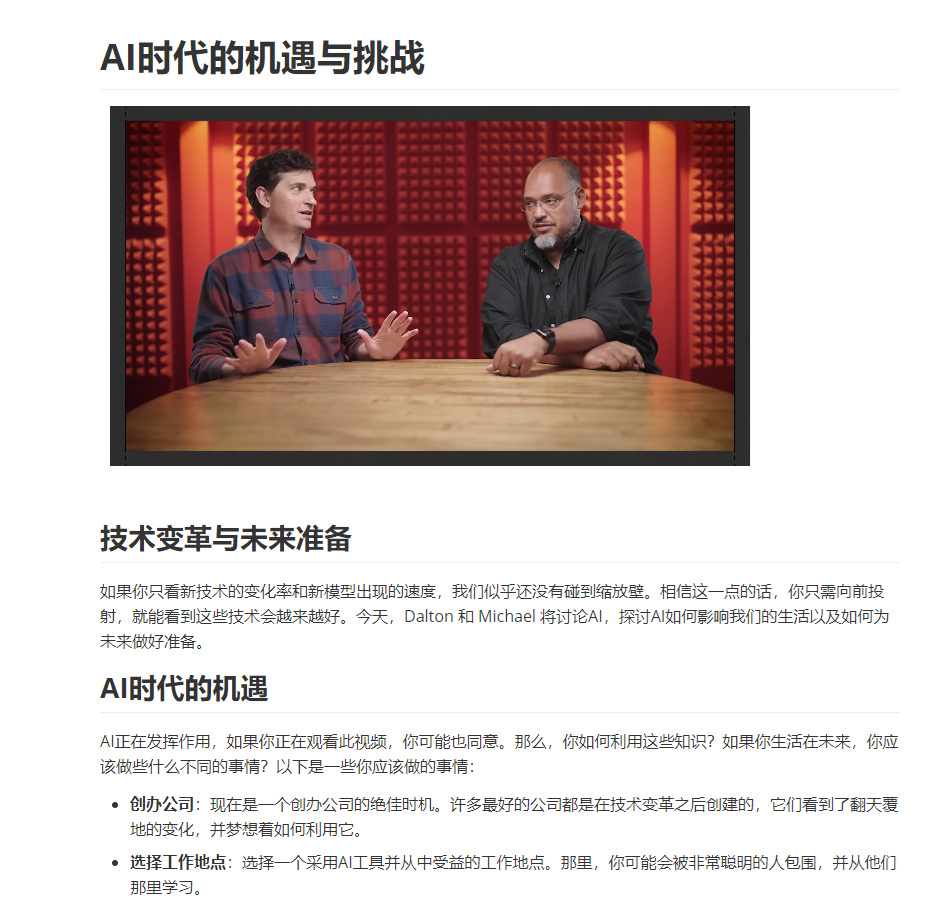 AI时代的机遇与挑战
技术变革与未来准备
如果你只看新技术的变化率和新模型出现的速度，我们似乎还没有碰到缩放壁。相信这一点的话，你只需向前投
射，就能看到这些技术会越来越好。今天，Dalton 和 Michael 将讨论AI，探讨AI如何影响我们的生活以及如何为
未来做好准备。
AI时代的机遇
AI正在发挥作用，如果你正在观看此视频，你可能也同意。那么，你如何利用这些知识？如果你生活在未来，你应
该做些什么不同的事情？以下是一些你应该做的事情：
• 创办公司：现在是一个创办公司的绝佳时机。许多最好的公司都是在技术变革之后创建的，它们看到了翻天覆
地的变化，并梦想着如何利用它。
• 选择工作地点：选择一个采用AI工具并从中受益的工作地点。那里，你可能会被非常聪明的人包围，并从他们
那里学习。